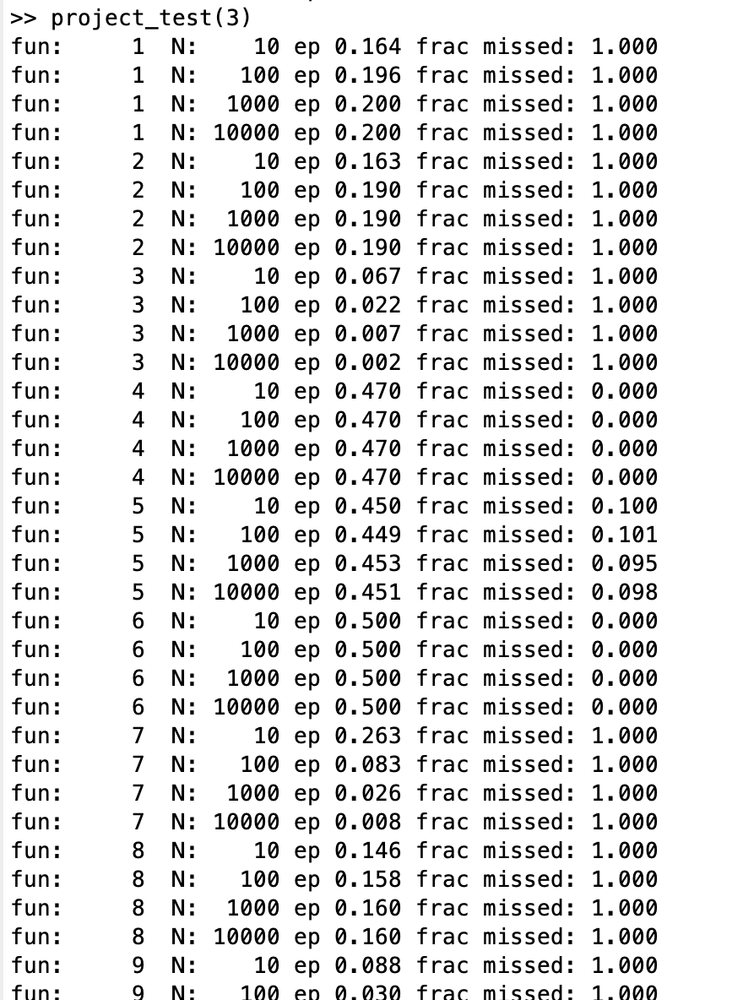 >> project_test(3)
fun:     1  N:    10 ep 0.164 frac missed: 1.000
fun:     1  N:   100 ep 0.196 frac missed: 1.000
fun:     1  N:  1000 ep 0.200 frac missed: 1.000
fun:     1  N: 10000 ep 0.200 frac missed: 1.000
fun:     2  N:    10 ep 0.163 frac missed: 1.000
fun:     2  N:   100 ep 0.190 frac missed: 1.000
fun:     2  N:  1000 ep 0.190 frac missed: 1.000
fun:     2  N: 10000 ep 0.190 frac missed: 1.000
fun:     3  N:    10 ep 0.067 frac missed: 1.000
fun:     3  N:   100 ep 0.022 frac missed: 1.000
fun:     3  N:  1000 ep 0.007 frac missed: 1.000
fun:     3  N: 10000 ep 0.002 frac missed: 1.000
fun:     4  N:    10 ep 0.470 frac missed: 0.000
fun:     4  N:   100 ep 0.470 frac missed: 0.000
fun:     4  N:  1000 ep 0.470 frac missed: 0.000
fun:     4  N: 10000 ep 0.470 frac missed: 0.000
fun:     5  N:    10 ep 0.450 frac missed: 0.100
fun:     5  N:   100 ep 0.449 frac missed: 0.101
fun:     5  N:  1000 ep 0.453 frac missed: 0.095
fun:     5  N: 10000 ep 0.451 frac missed: 0.098
fun:     6  N:    10 ep 0.500 frac missed: 0.000
fun:     6  N:   100 ep 0.500 frac missed: 0.000
fun:     6  N:  1000 ep 0.500 frac missed: 0.000
fun:     6  N: 10000 ep 0.500 frac missed: 0.000
fun:     7  N:    10 ep 0.263 frac missed: 1.000
fun:     7  N:   100 ep 0.083 frac missed: 1.000
fun:     7  N:  1000 ep 0.026 frac missed: 1.000
fun:     7  N: 10000 ep 0.008 frac missed: 1.000
fun:     8  N:    10 ep 0.146 frac missed: 1.000
fun:     8  N:   100 ep 0.158 frac missed: 1.000
fun:     8  N:  1000 ep 0.160 frac missed: 1.000
fun:     8  N: 10000 ep 0.160 frac missed: 1.000
fun:     9  N:    10 ep 0.088 frac missed: 1.000
fun:     9  N:   100 ep 0.030 frac missed: 1.000